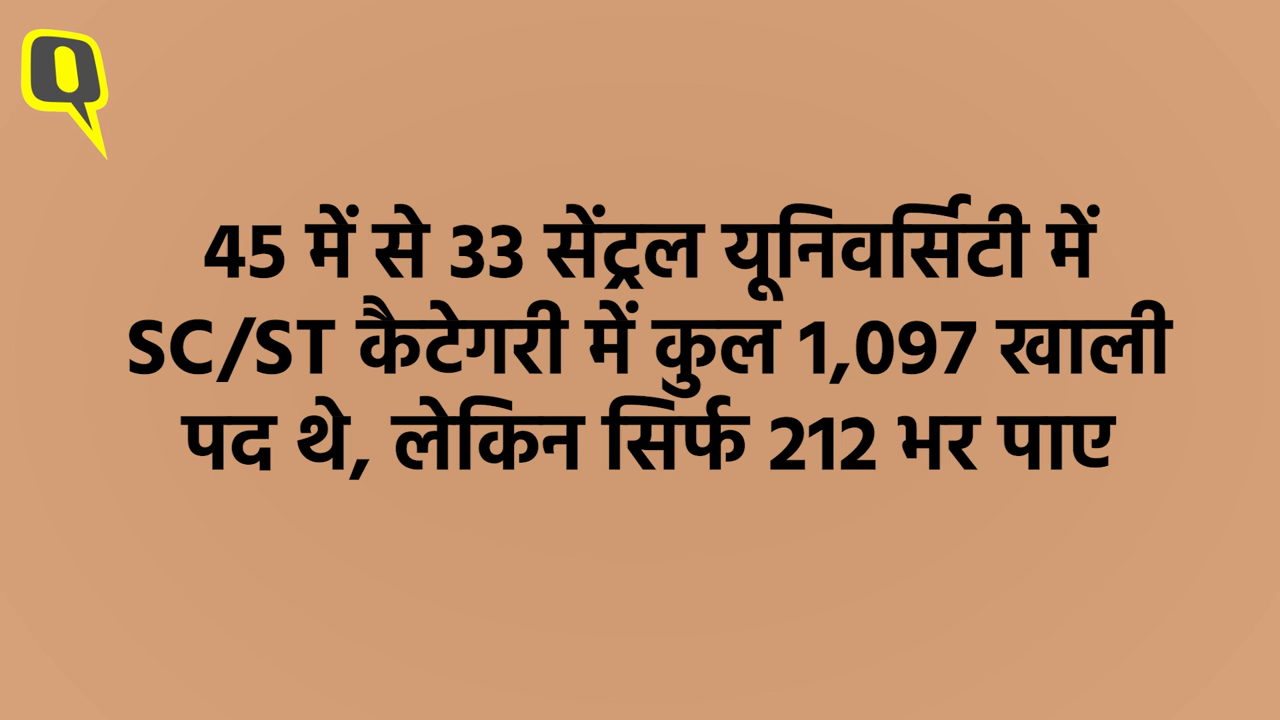 45 में से 33 सेंट्रल यूनिवर्सिटी में
SC/ST कैटेगरी में कुल 1,097 खाली
पद थे, लेकिन सिर्फ 212 भर पाए